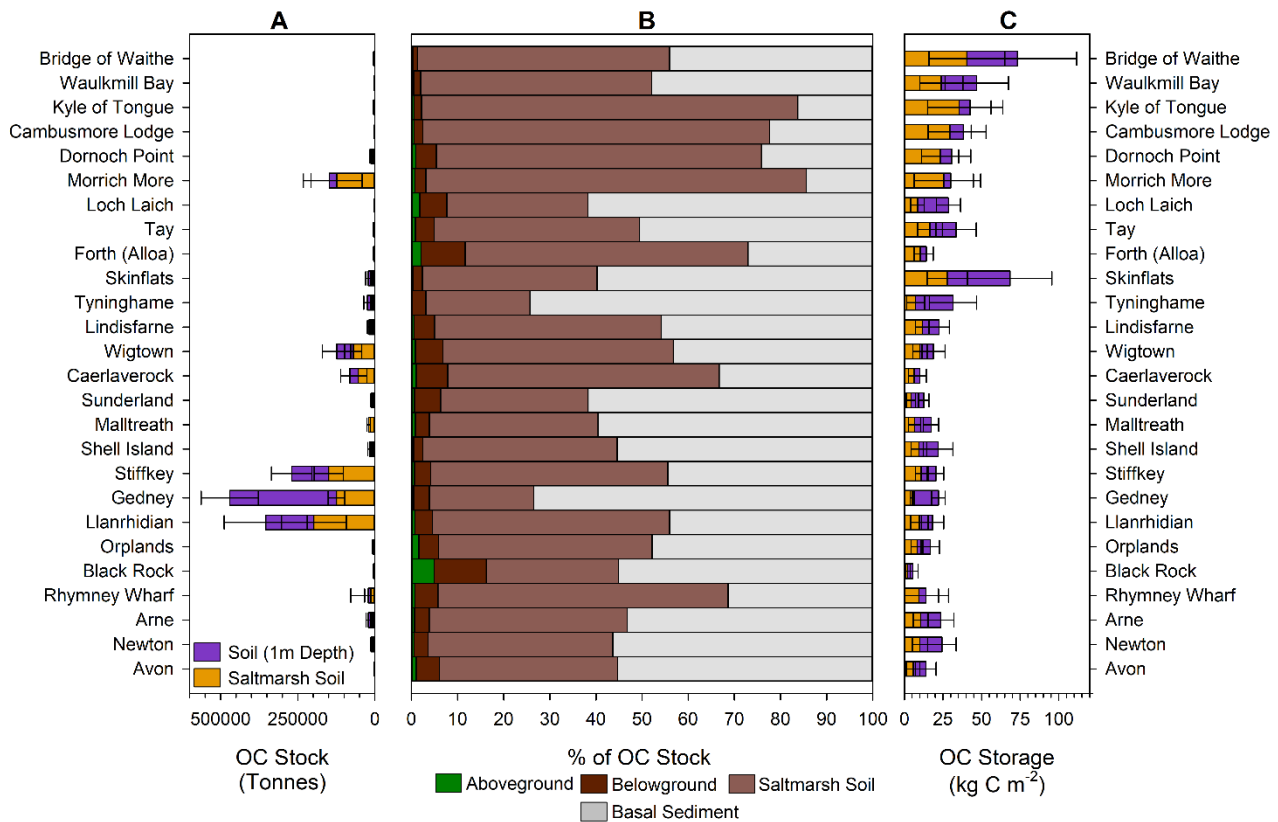 A
B
C
Bridge of Waithe
Waulkmill Bay
Kyle of Tongue
Cambusmore Lodge
Dornoch Point
Morrich More
Loch Laich
Tay
Forth (Alloa)
Skinflats
Tyninghame
Lindisfarne
Wigtown
Caerlaverock
Sunderland
Malltreath
Shell Island
Stiffkey
Gedney
Llanrhidian
Orplands
Black Rock
Rhymney Wharf
Arne
Newton
Avon
Soil (1m Depth)
Saltmarsh Soil
500000 250000 0
OC Stock
(Tonnes)
0 10 20 30 40 50 60 70 80 90 100
% of OC Stock
Aboveground Belowground Saltmarsh Soil
Basal Sediment
Bridge of Waithe
Waulkmill Bay
Kyle of Tongue
Cambusmore Lodge
Dornoch Point
Morrich More
Loch Laich
Tay
Forth (Alloa)
Skinflats
Tyninghame
Lindisfarne
Wigtown
Caerlaverock
Sunderland
Malltreath
Shell Island
Stiffkey
Gedney
Llanrhidian
Orplands
Black Rock
Rhymney Wharf
Arne
Newton
Avon
0 25 50 75 100
OC Storage
(kg C m⁻²)